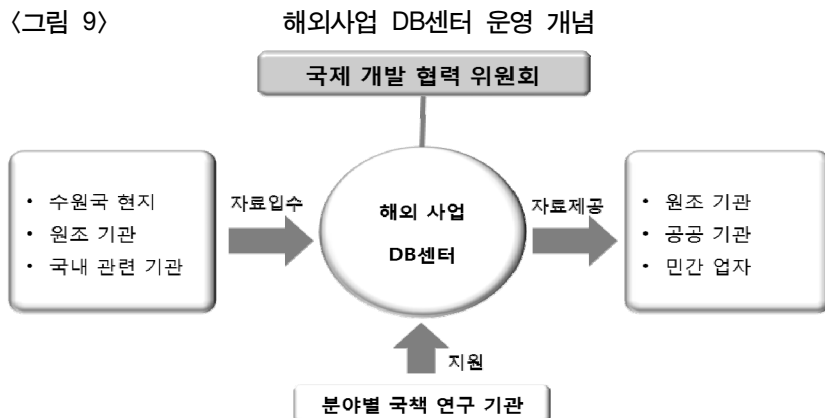 〈그림 9〉 해외사업 DB센터 운영 개념
국제 개발 협력 위원회
• 수원국 현지
• 원조 기관
• 국내 관련 기관
자료입수
해외 사업
DB센터
자료제공
• 원조 기관
• 공공 기관
• 민간 업자
지원
분야별 국책 연구 기관